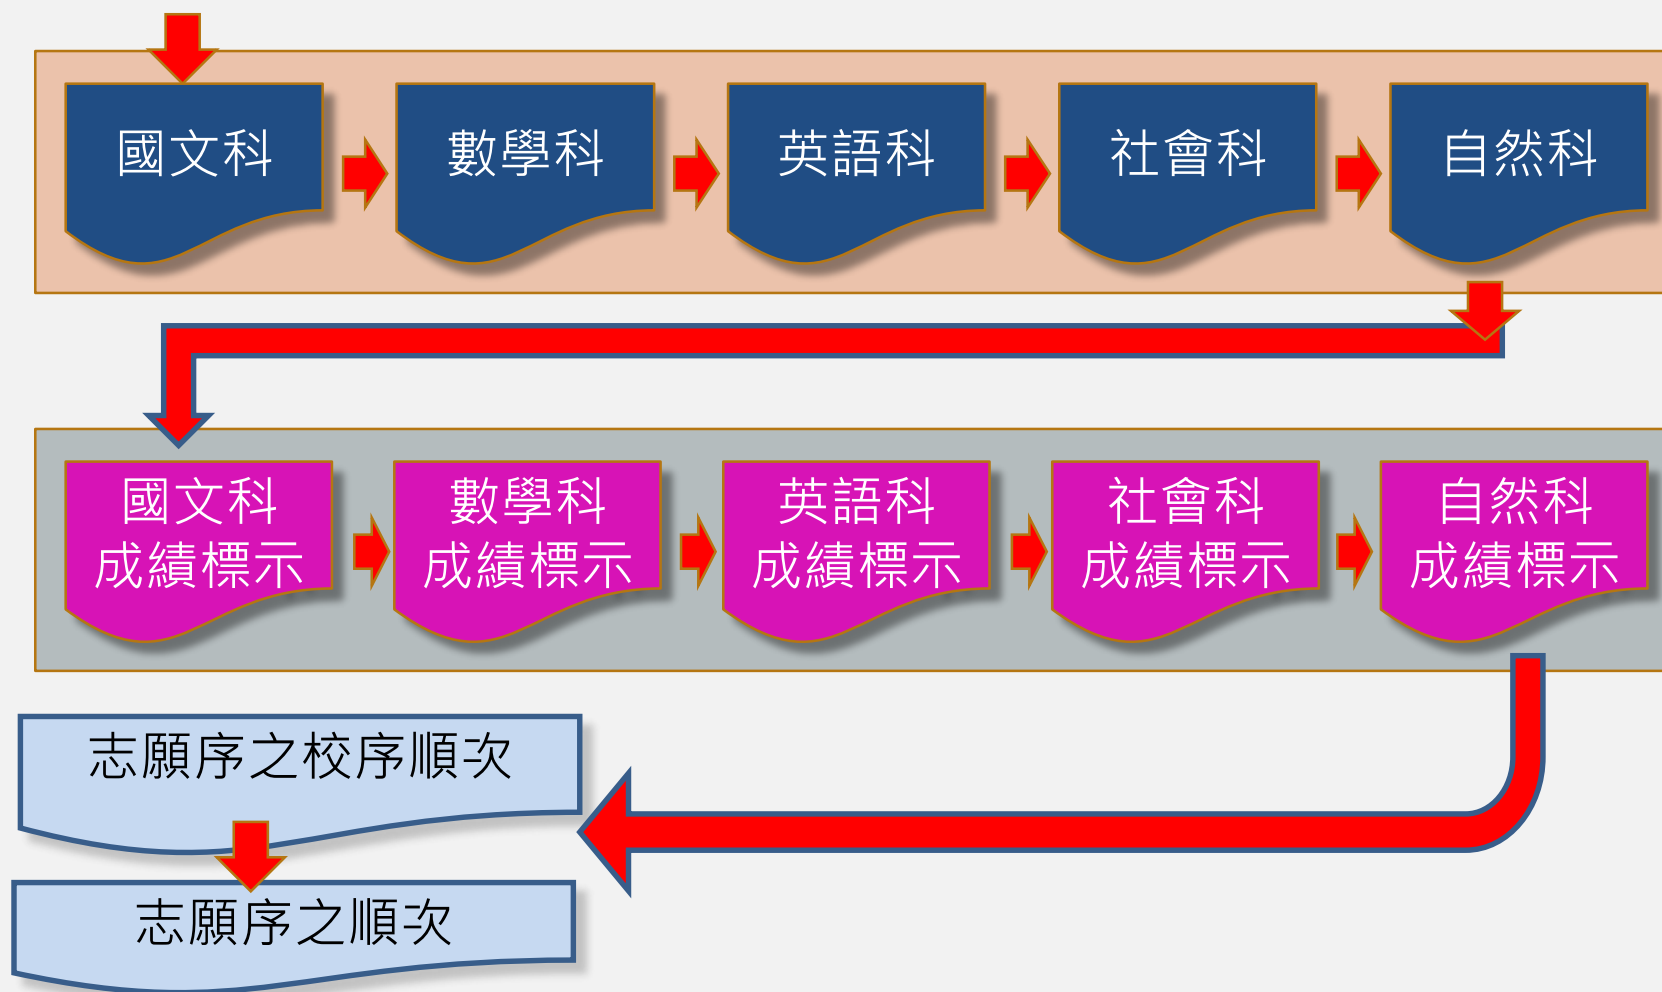 國文科
數學科
英語科
社會科
自然科
國文科
成績標示
數學科
成績標示
英語科
成績標示
社會科
成績標示
自然科
成績標示
志願序之校序順次
志願序之順次